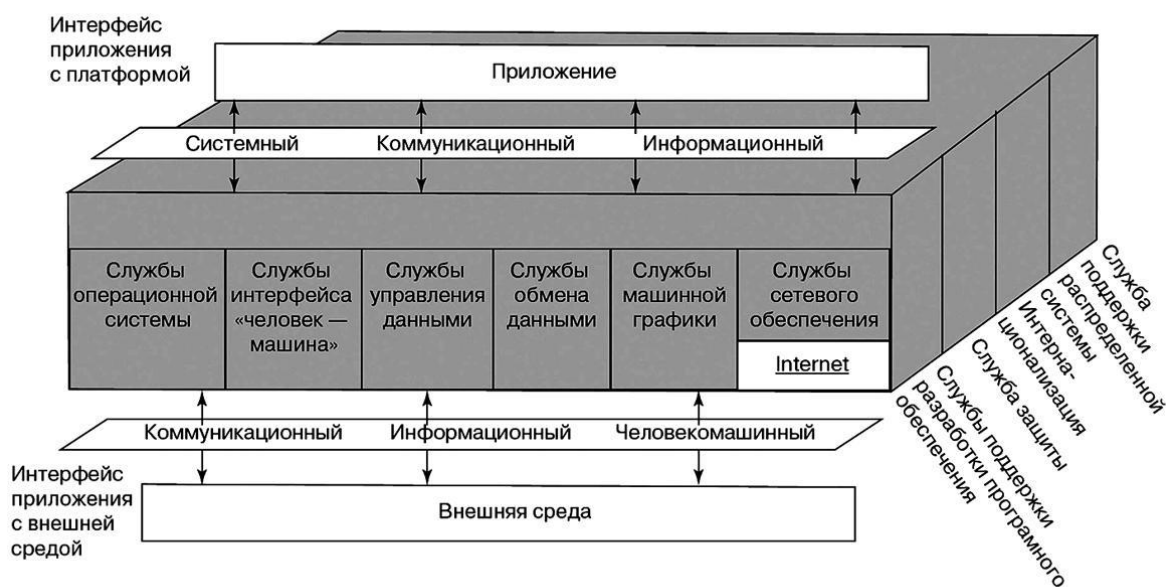 Интерфейс
приложения
с платформой
Приложение
Системный
Коммуникационный
Информационный
Службы
операционной
системы
Службы
интерфейса
«человек —
машина»
Службы
управления
данными
Службы
обмена
данными
Службы
машинной
графики
Службы
сетевого
обеспечения
Internet
Служба
поддержки
распределенной
системы
Интерна-
ционализация
Служба защиты
Службы поддержки
разработки програмного
обеспечения
Коммуникационный
Информационный
Человекомашинный
Интерфейс
приложения
с внешней
средой
Внешняя среда